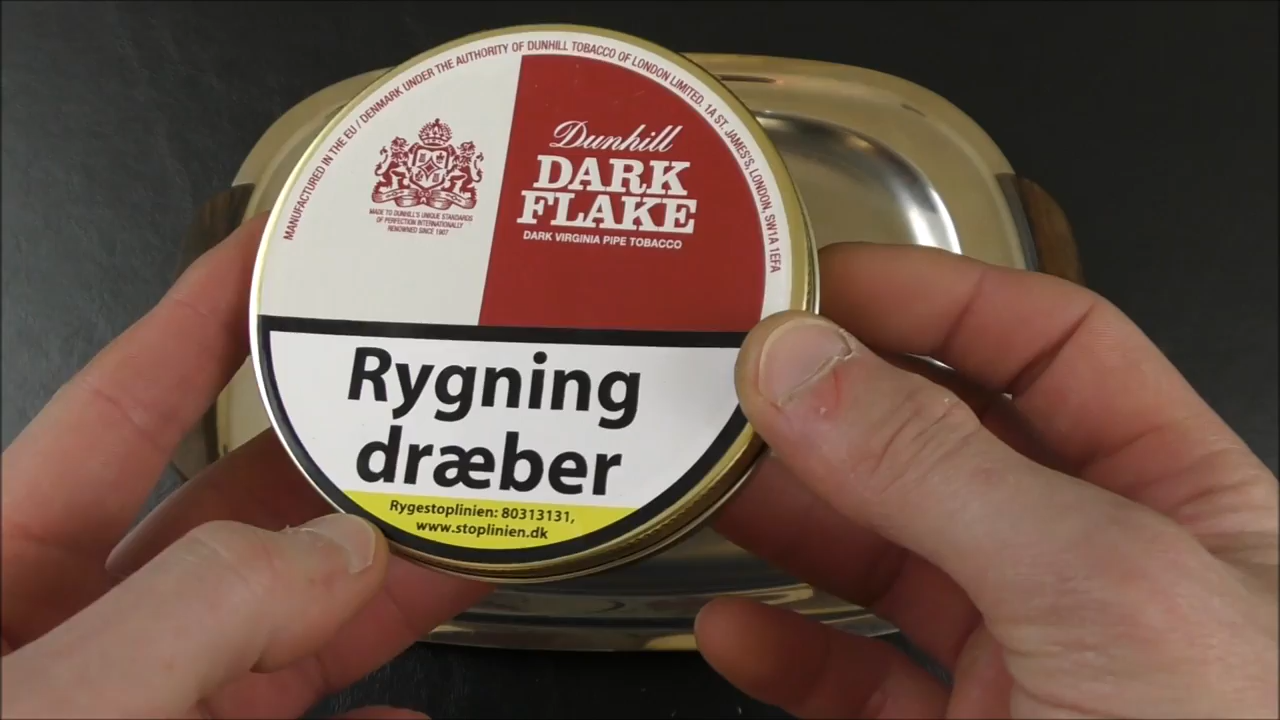 MANUFACTURED IN THE EU / DENMARK UNDER THE AUTHORITY OF DUNHILL TOBACCO OF LONDON LIMITED, 1A ST. JAMES'S, LONDON, SW1A 1EFA
MADE TO DUNHILL'S UNIQUE STANDARDS
OF PERFECTION INTERNATIONALLY
RENOWNED SINCE 1907
Dunhill
DARK
FLAKE
DARK VIRGINIA PIPE TOBACCO
Rygning
dræber
Rygestoplinien: 80313131,
www.stoplinien.dk